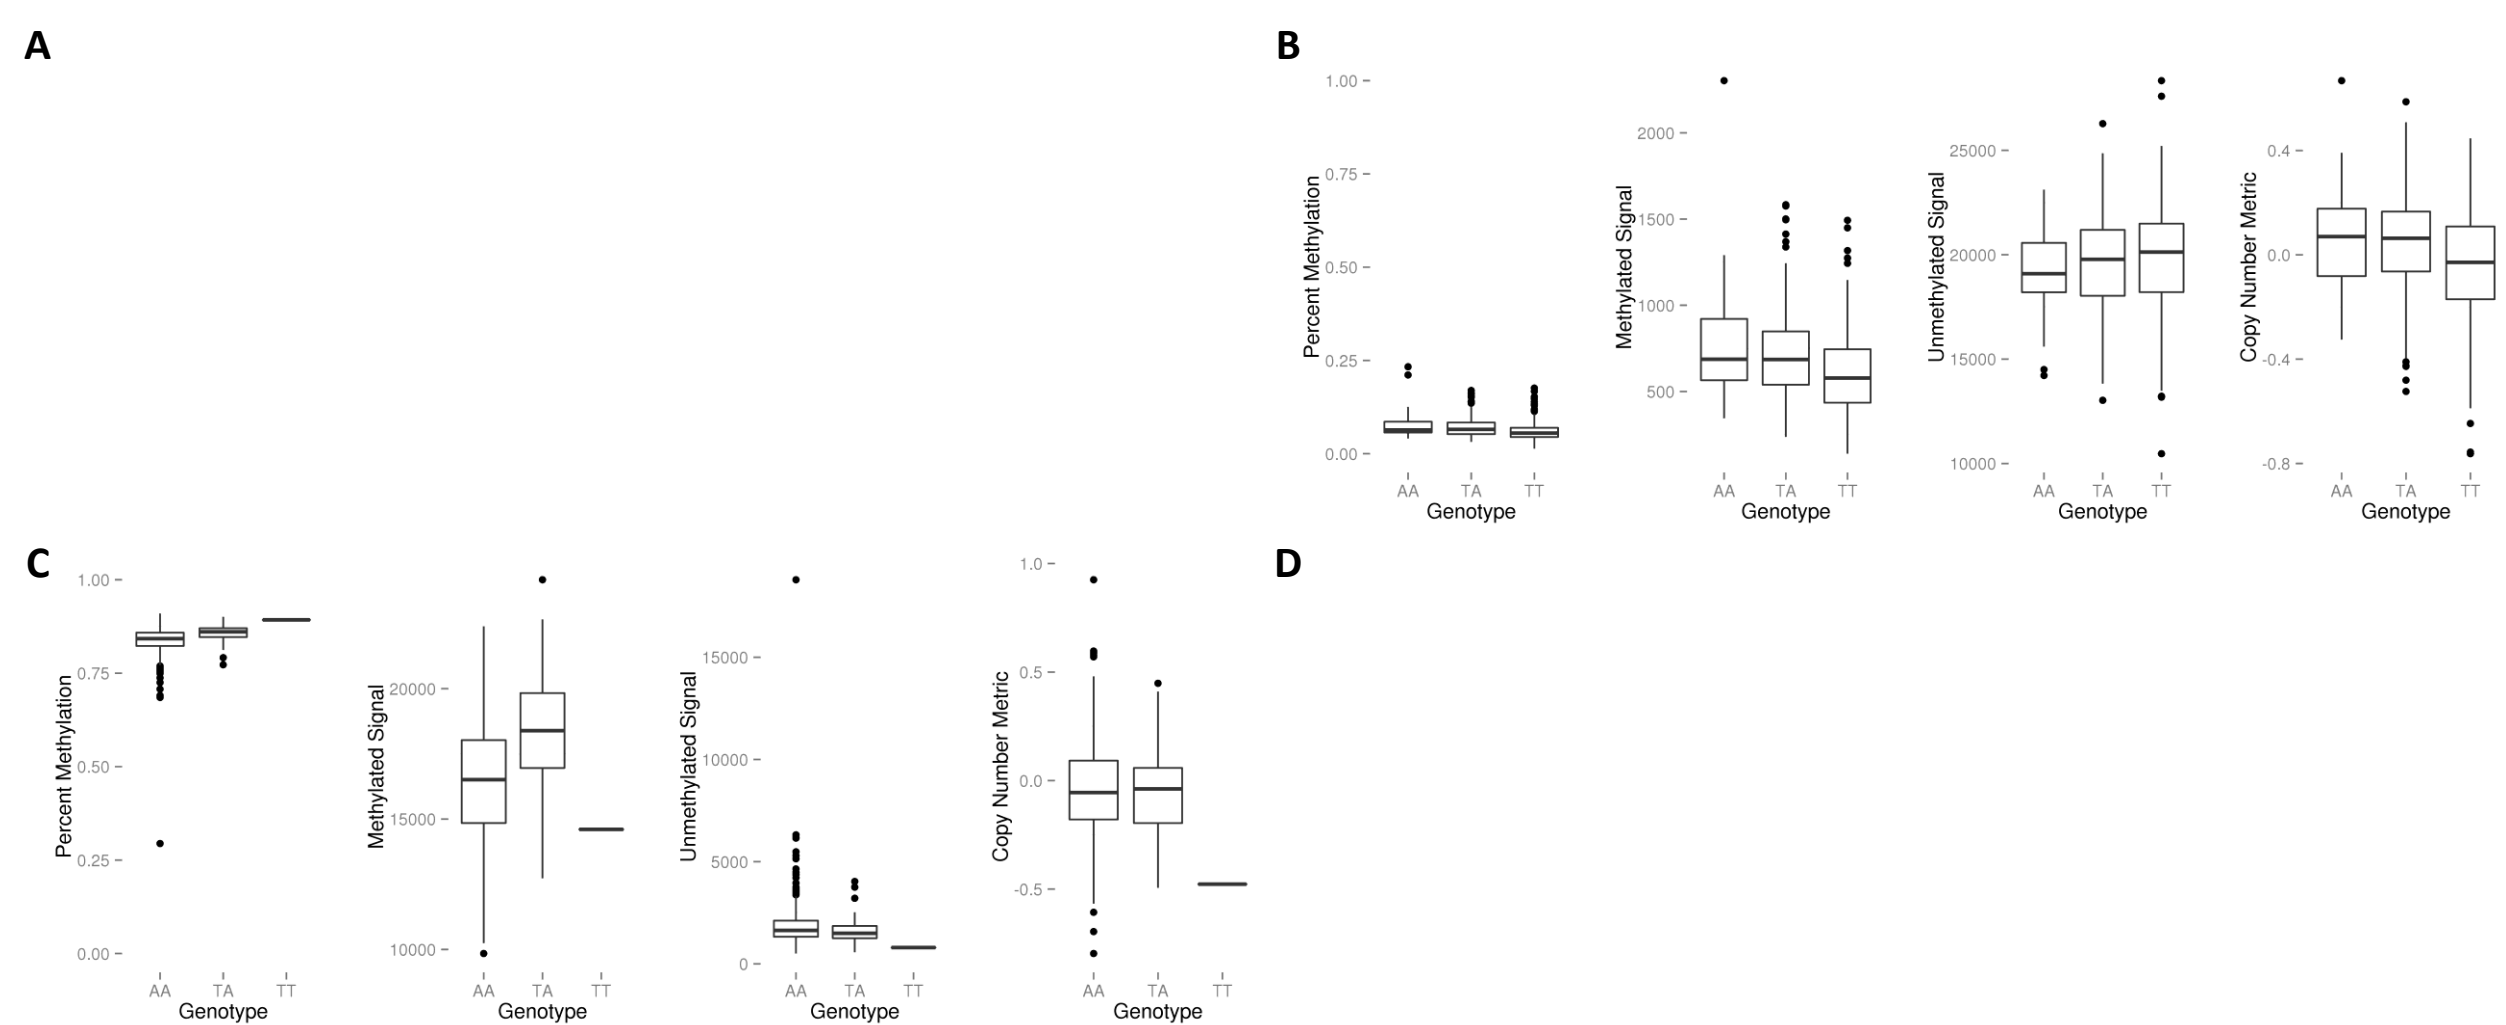 A
B
1.00
0.75
0.50
0.25
0.00
Percent Methylation
AA TA TT
Genotype
2000
1500
1000
500
Methylated Signal
AA TA TT
Genotype
25000
20000
15000
10000
Unmethylated Signal
AA TA TT
Genotype
0.4
0.0
-0.4
-0.8
Copy Number Metric
AA TA TT
Genotype
C
1.00
0.75
0.50
0.25
0.00
Percent Methylation
AA TA TT
Genotype
20000
15000
10000
Methylated Signal
AA TA TT
Genotype
15000
10000
5000
0
Unmethylated Signal
AA TA TT
Genotype
1.0
0.5
0.0
-0.5
Copy Number Metric
AA TA TT
Genotype
D